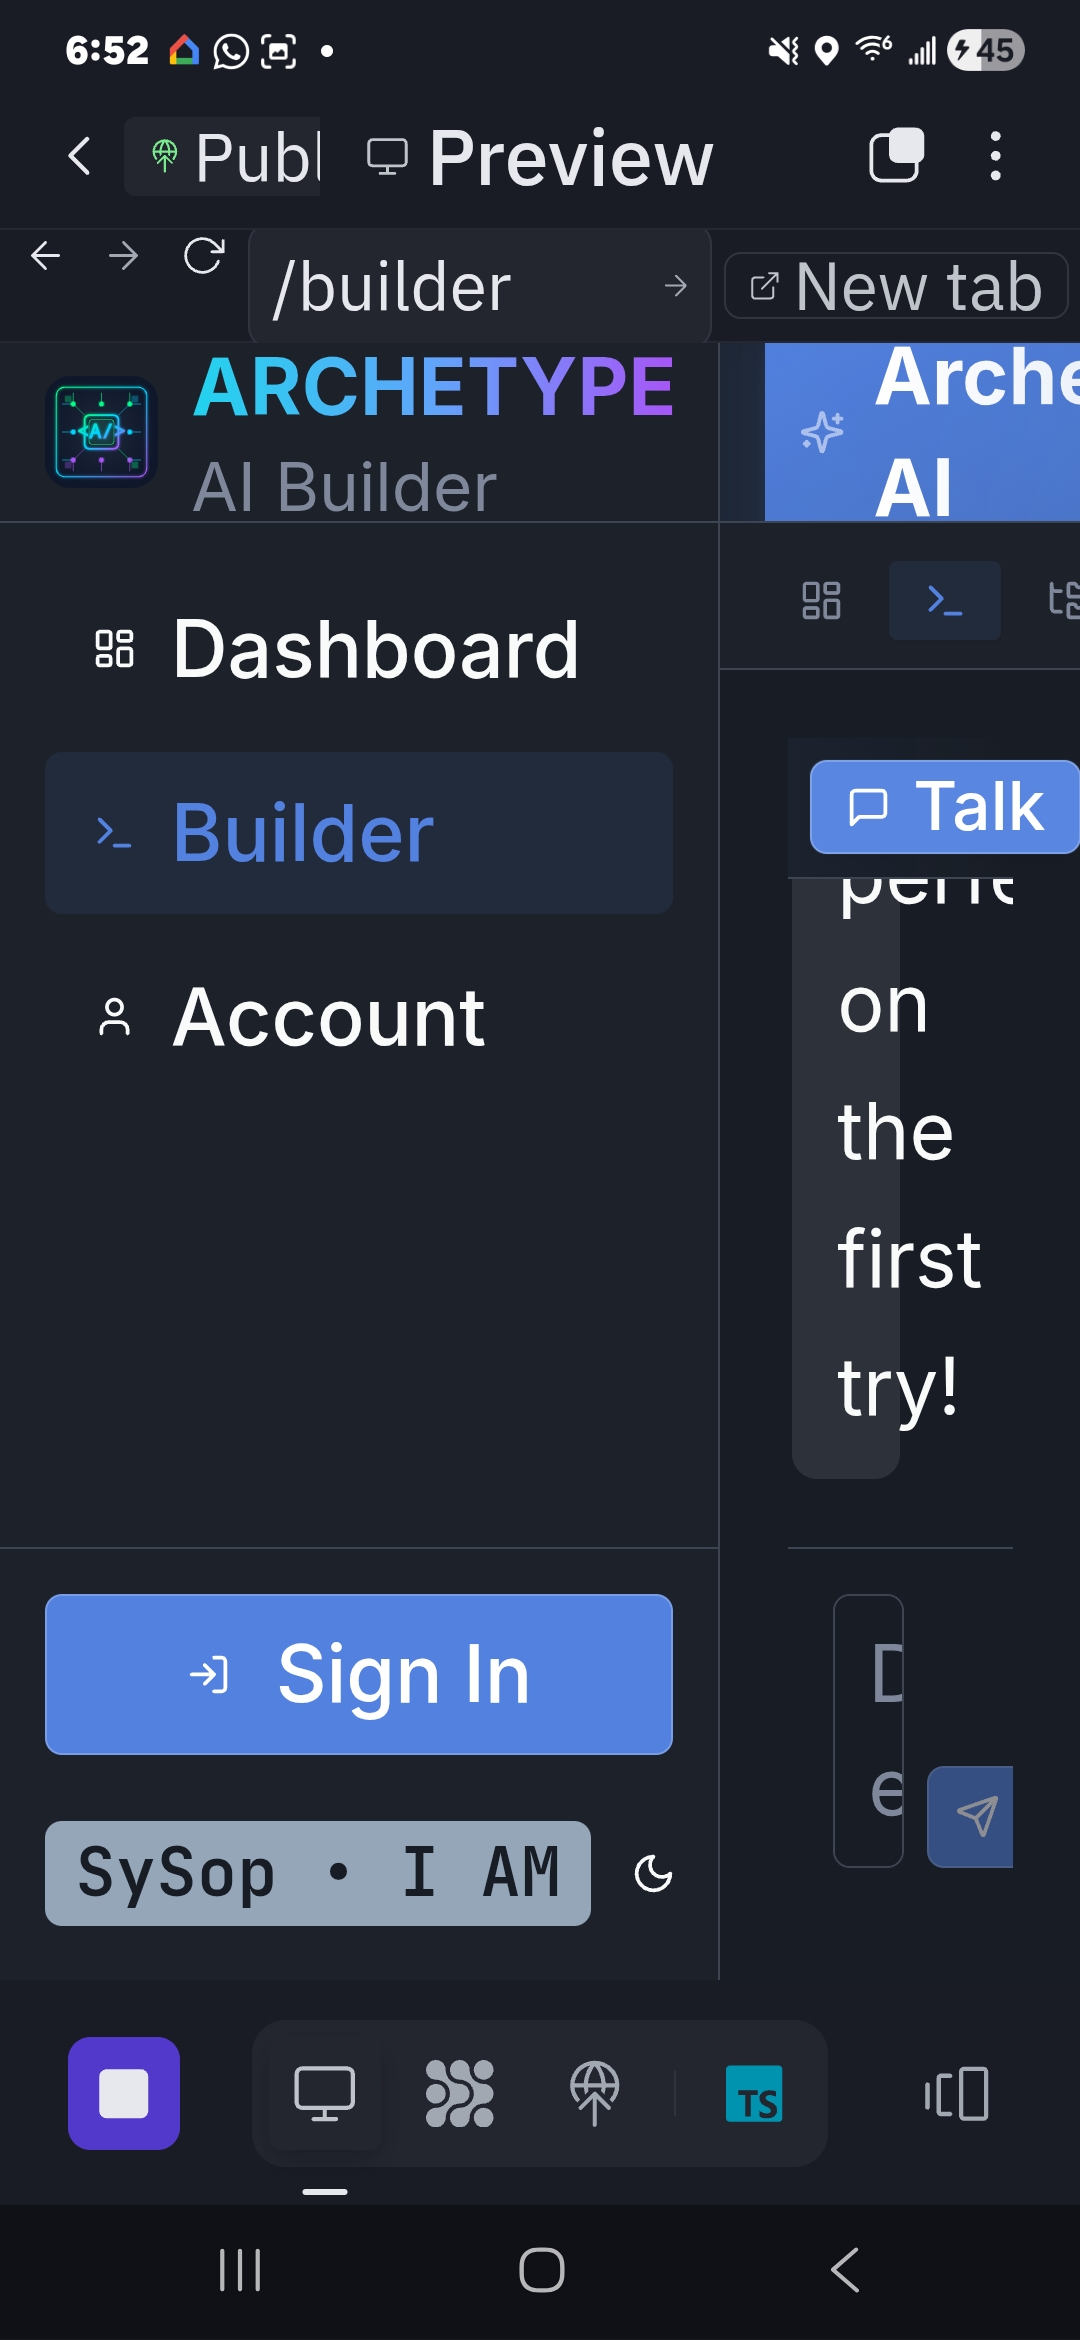 6:52
6
45
Publ
Preview
/builder
New tab
ARCHETYPE
AI Builder
<A/>
Arche
AI
Dashboard
Builder
Account
Talk
on
the
first
try!
Sign In
SySop • I AM
D
e
TS